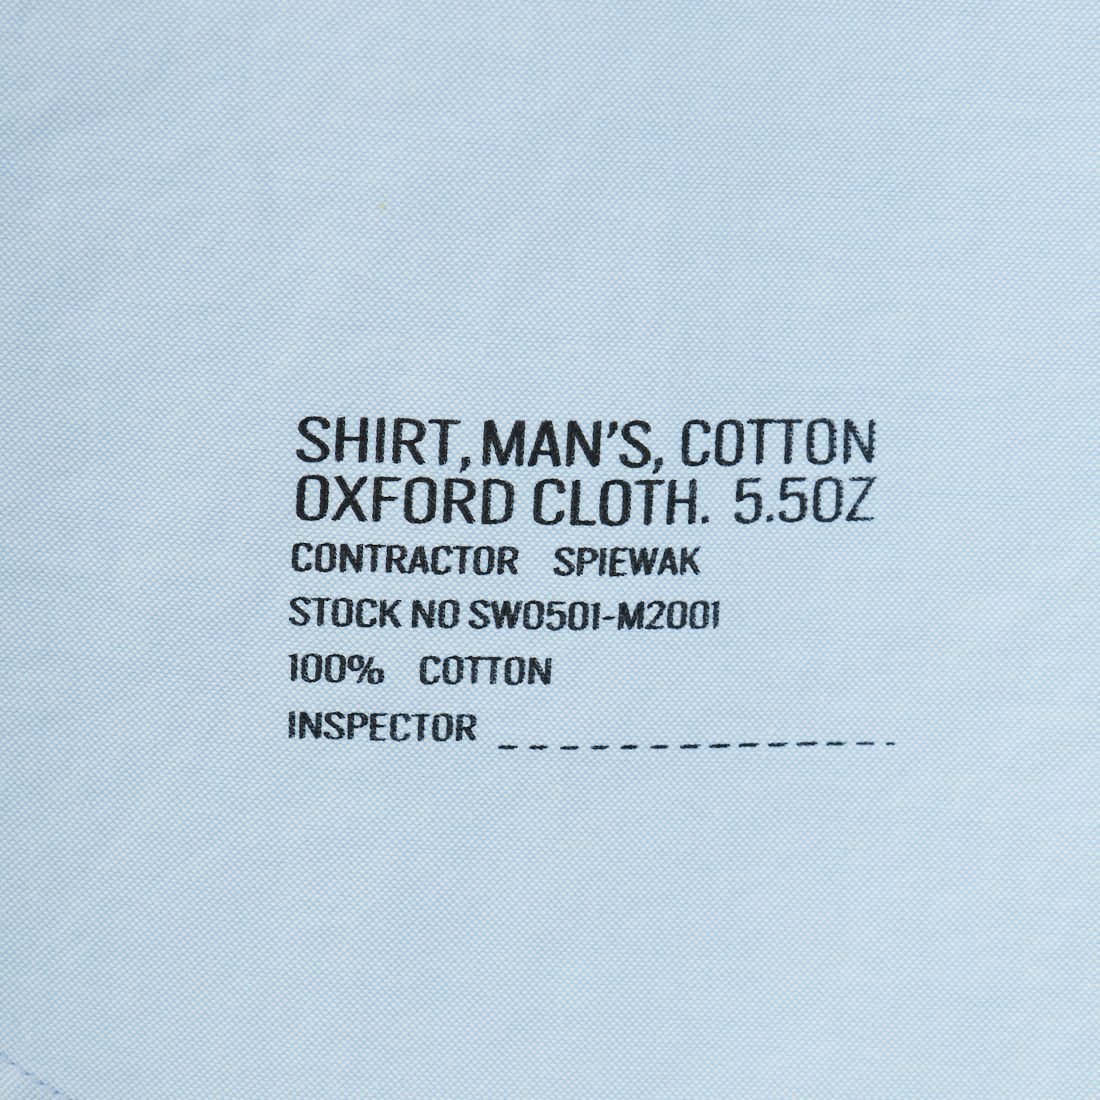 SHIRT, MAN'S, COTTON
OXFORD CLOTH. 5.5OZ
CONTRACTOR SPIEWAK
STOCK NO SW0501-M2001
100% COTTON
INSPECTOR